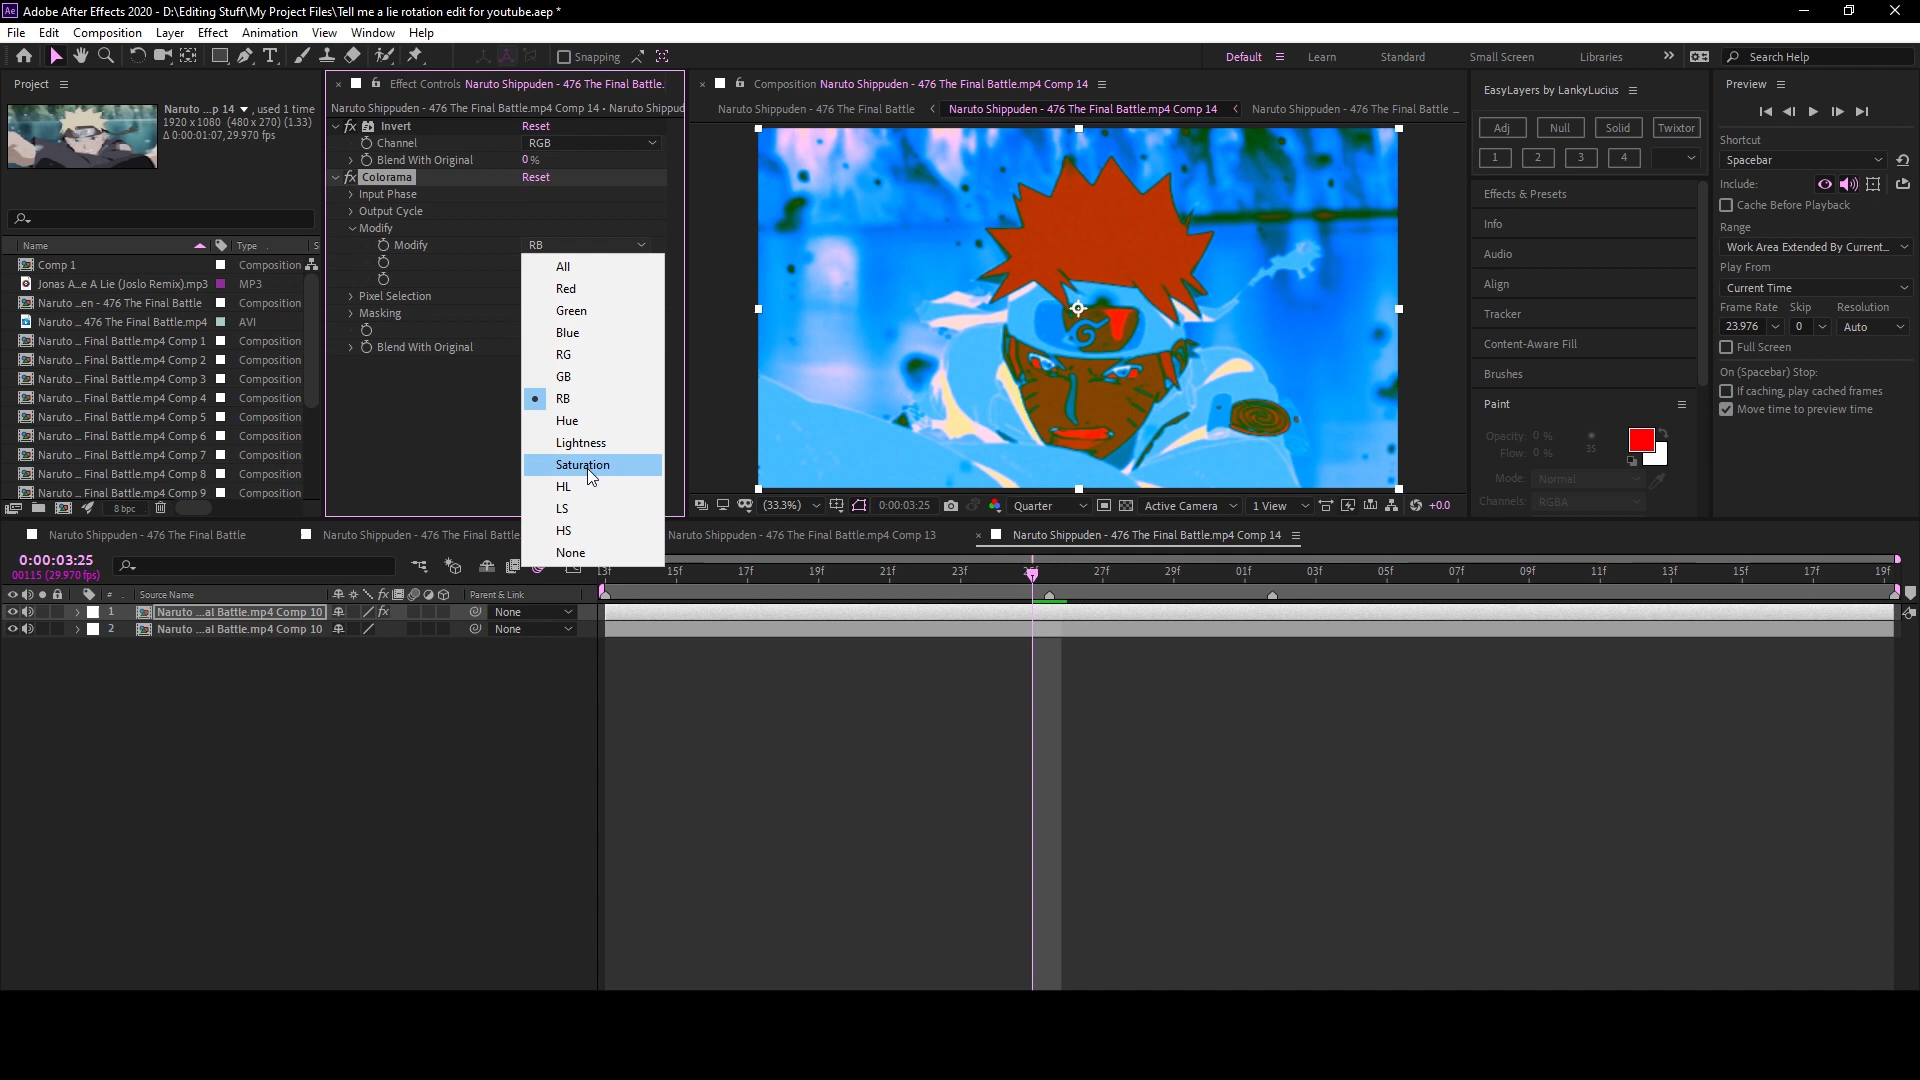 Adobe After Effects 2020 - D:\Editing Stuff\My Project Files\Tell me a lie rotation edit for youtube.aep *
File Edit Composition Layer Effect Animation View Window Help
Snapping
Default Learn Standard Small Screen Libraries Search Help
Project
Naruto ...p 14 , used 1 time
1920 x 1080 (480 x 270) (1.33)
Δ 0:00:01:07, 29.970 fps
Name Type S
Comp 1 Composition
Jonas A...e A Lie (Joslo Remix).mp3 MP3
Naruto ...en - 476 The Final Battle Composition
Naruto ... 476 The Final Battle.mp4 AVI
Naruto ... Final Battle.mp4 Comp 1 Composition
Naruto ... Final Battle.mp4 Comp 2 Composition
Naruto ... Final Battle.mp4 Comp 3 Composition
Naruto ... Final Battle.mp4 Comp 4 Composition
Naruto ... Final Battle.mp4 Comp 5 Composition
Naruto ... Final Battle.mp4 Comp 6 Composition
Naruto ... Final Battle.mp4 Comp 7 Composition
Naruto ... Final Battle.mp4 Comp 8 Composition
Naruto ... Final Battle.mp4 Comp 9 Composition
8 bpc
Effect Controls Naruto Shippuden - 476 The Final Battle.
Naruto Shippuden - 476 The Final Battle.mp4 Comp 14 • Naruto Shippud
fx Invert Reset
Channel RGB
Blend With Original 0 %
fx Colorama Reset
Input Phase
Output Cycle
Modify
Modify RB
Pixel Selection
Masking
Blend With Original
All
Red
Green
Blue
RG
GB
RB
Hue
Lightness
Saturation
HL
LS
HS
None
Composition Naruto Shippuden - 476 The Final Battle.mp4 Comp 14
Naruto Shippuden - 476 The Final Battle Naruto Shippuden - 476 The Final Battle.mp4 Comp 14 Naruto Shippuden - 476 The Final Battle ...
(33.3%) 0:00:03:25 Quarter Active Camera 1 View +0.0
EasyLayers by LankyLucius
Adj Null Solid Twixtor
1 2 3 4
Effects & Presets
Info
Audio
Align
Tracker
Content-Aware Fill
Brushes
Paint
Opacity: 0 %
Flow: 0 % 35
Mode: Normal
Channels: RGBA
Preview
Shortcut
Spacebar
Include:
Cache Before Playback
Range
Work Area Extended By Current...
Play From
Current Time
Frame Rate Skip Resolution
23.976 0 Auto
Full Screen
On (Spacebar) Stop:
If caching, play cached frames
Move time to preview time
Naruto Shippuden - 476 The Final Battle Naruto Shippuden - 476 The Final Battle. Naruto Shippuden - 476 The Final Battle.mp4 Comp 13 Naruto Shippuden - 476 The Final Battle.mp4 Comp 14
0:00:03:25
00115 (29.970 fps)
# Source Name fx Parent & Link
13f 15f 17f 19f 21f 23f 25f 27f 29f 01f 03f 05f 07f 09f 11f 13f 15f 17f 19f
1 Naruto ...al Battle.mp4 Comp 10 fx None
2 Naruto ...al Battle.mp4 Comp 10 None